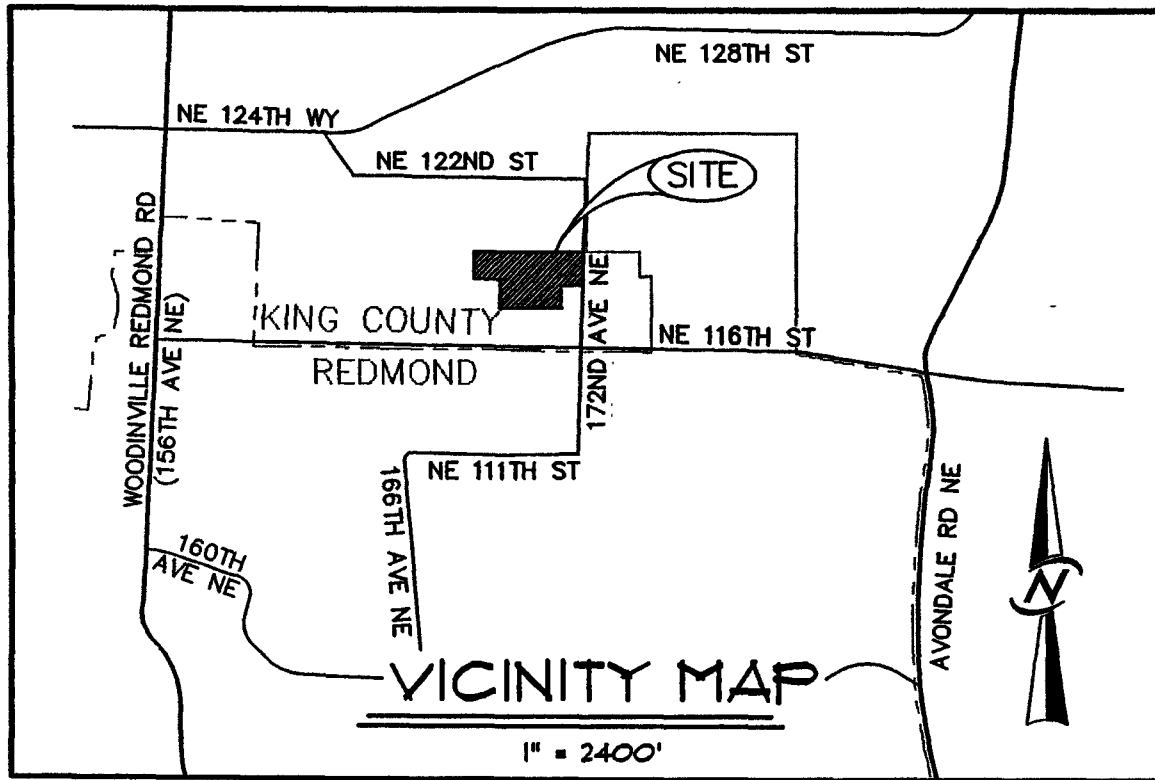 NE 128TH ST
NE 124TH WY
NE 122ND ST
SITE
WOODINVILLE REDMOND RD
(156TH AVE NE)
172ND AVE NE
KING COUNTY
NE 116TH ST
REDMOND
NE 111TH ST
166TH AVE NE
AVONDALE RD NE
160TH
AVE NE
N
VICINITY MAP
1" = 2400'